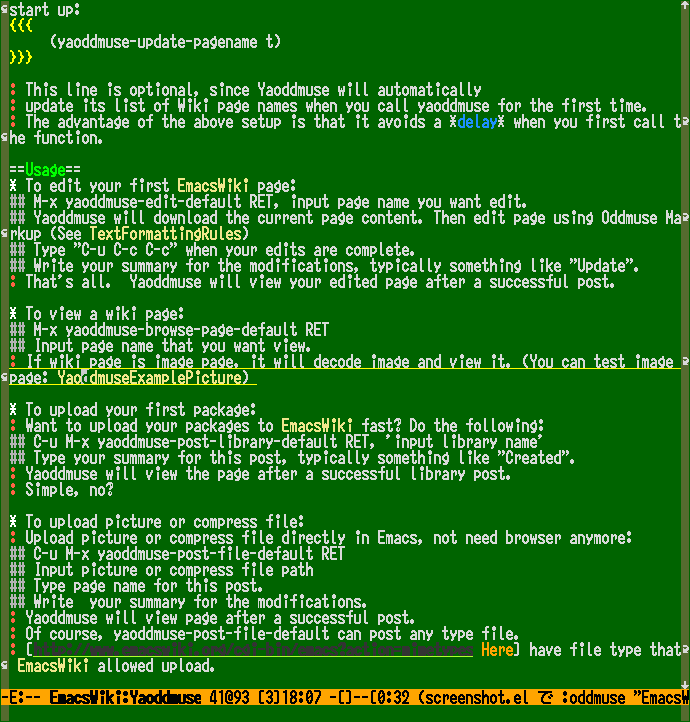 start up:
{{{
(yaoddmuse-update-pagename t)
}}}
: This line is optional, since Yaoddmuse will automatically
: update its list of Wiki page names when you call yaoddmuse for the first time.
: The advantage of the above setup is that it avoids a *delay* when you first call t
he function.
==Usage==
* To edit your first EmacsWiki page:
## M-x yaoddmuse-edit-default RET, input page name you want edit.
## Yaoddmuse will download the current page content. Then edit page using Oddmuse Ma
rkup (See TextFormattingRules)
## Type "C-u C-c C-c" when your edits are complete.
## Write your summary for the modifications, typically something like "Update".
: That's all.  Yaoddmuse will view your edited page after a successful post.
* To view a wiki page:
## M-x yaoddmuse-browse-page-default RET
## Input page name that you want view.
: If wiki page is image page, it will decode image and view it. (You can test image
page: YaoddmuseExamplePicture)
* To upload your first package:
: Want to upload your packages to EmacsWiki fast? Do the following:
## C-u M-x yaoddmuse-post-library-default RET, 'input library name'
## Type your summary for this post, typically something like "Created".
: Yaoddmuse will view the page after a successful library post.
: Simple, no?
* To upload picture or compress file:
: Upload picture or compress file directly in Emacs, not need browser anymore:
## C-u M-x yaoddmuse-post-file-default RET
## Input picture or compress file path
## Type page name for this post.
## Write  your summary for the modifications.
: Yaoddmuse will view page after a successful post.
: Of course, yaoddmuse-post-file-default can post any type file.
: [http://www.emacswiki.org/cgi-bin/emacs?action=mimetypes Here] have file type that
EmacsWiki allowed upload.
-E:-- EmacsWiki:Yaoddmuse 41@93 [3]18:07 -[]--[0:32 (screenshot.el で :oddmuse "EmacsW